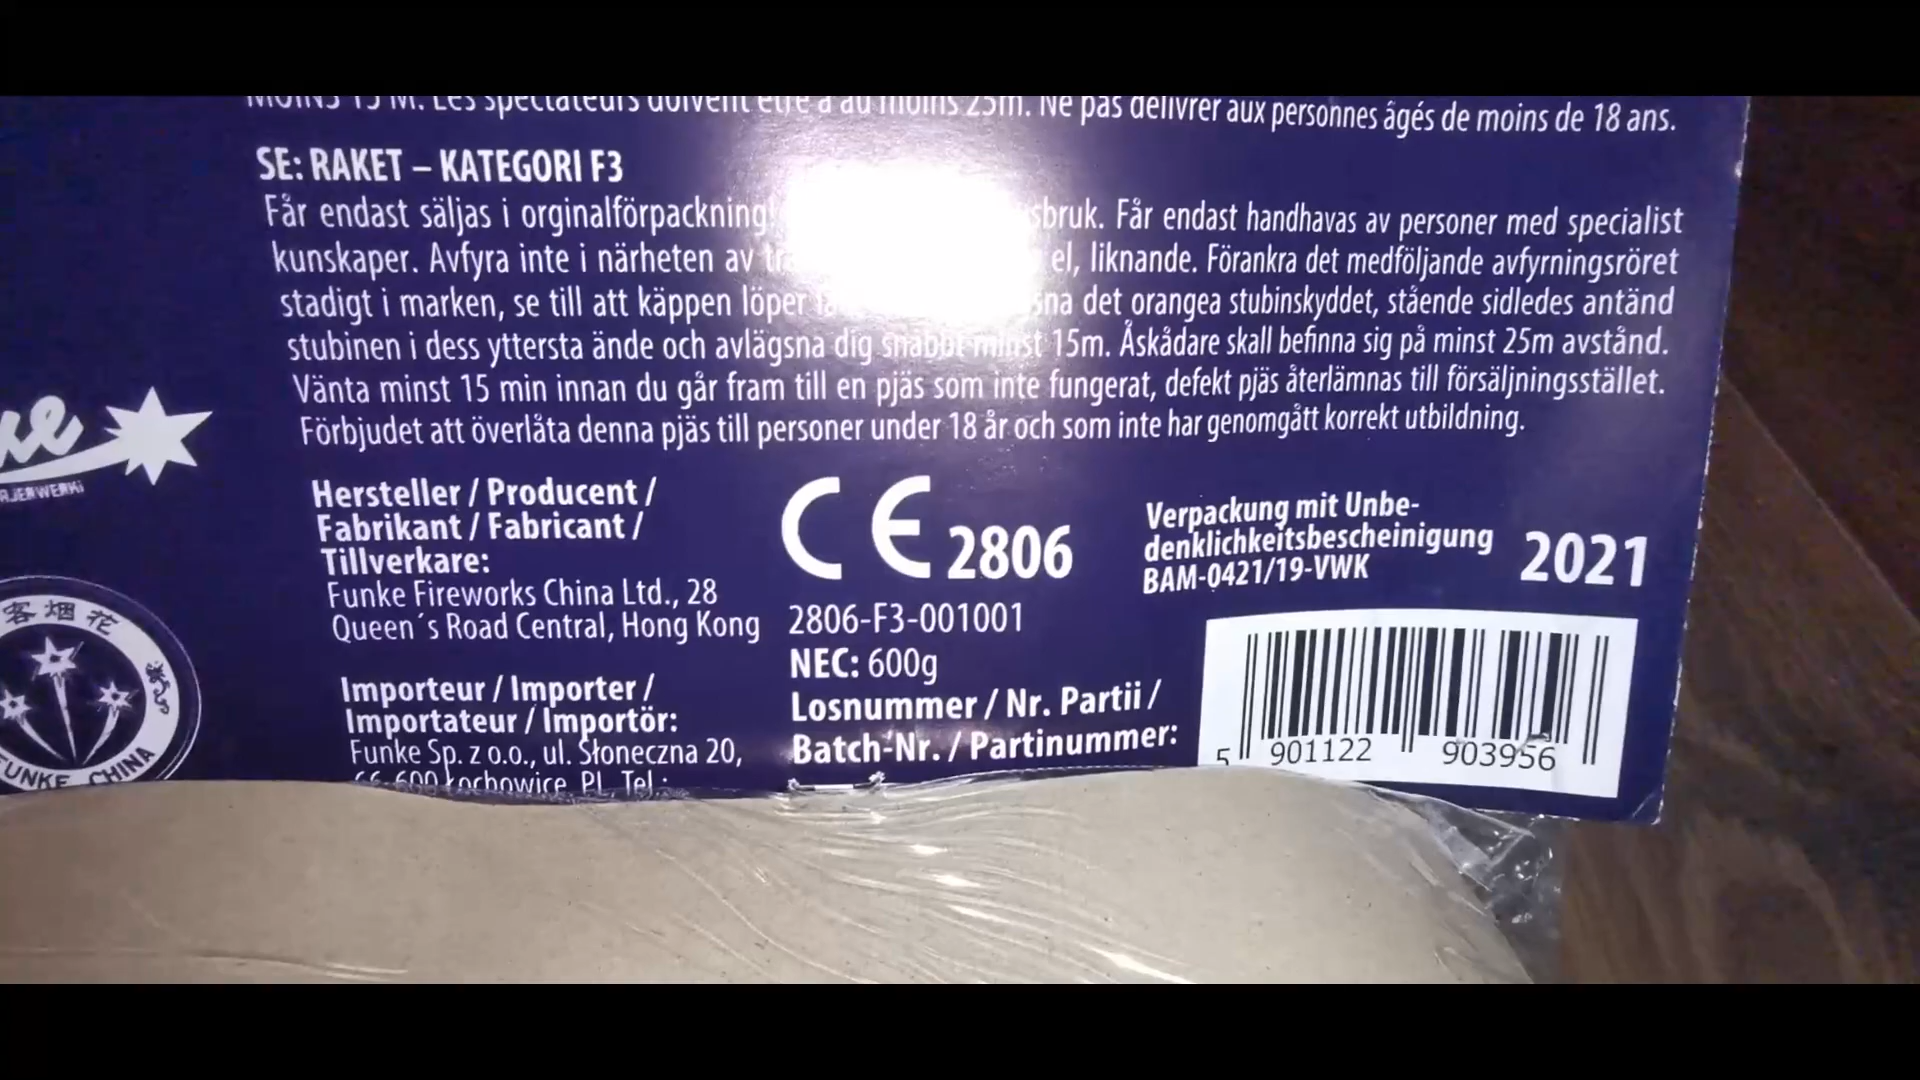 MOINS 15 M. Les spectateurs doivent être à au moins 25m. Ne pas délivrer aux personnes âgés de moins de 18 ans.
SE: RAKET – KATEGORI F3
Får endast säljas i orginalförpackning. sbruk. Får endast handhavas av personer med specialist
kunskaper. Avfyra inte i närheten av el, liknande. Förankra det medföljande avfyrningsröret
stadigt i marken, se till att käppen löper det orangea stubinskyddet, stående sidledes antänd
stubinen i dess yttersta ände och avlägsna dig snabbt minst 15m. Åskådare skall befinna sig på minst 25m avstånd.
Vänta minst 15 min innan du går fram till en pjäs som inte fungerat, defekt pjäs återlämnas till försäljningsstället.
Förbjudet att överlåta denna pjäs till personer under 18 år och som inte har genomgått korrekt utbildning.
Hersteller / Producent /
Fabrikant / Fabricant /
Tillverkare:
Funke Fireworks China Ltd., 28
Queen´s Road Central, Hong Kong
Importeur / Importer /
Importateur / Importör:
Funke Sp. z o.o., ul. Słoneczna 20,
66-600 Łochowice PL, Tel.:
CE 2806
2806-F3-001001
NEC: 600g
Losnummer / Nr. Partii /
Batch-Nr. / Partinummer:
Verpackung mit Unbe-
denklichkeitsbescheinigung
BAM-0421/19-VWK
2021
5 901122 903956
客烟花
FUNKE CHINA